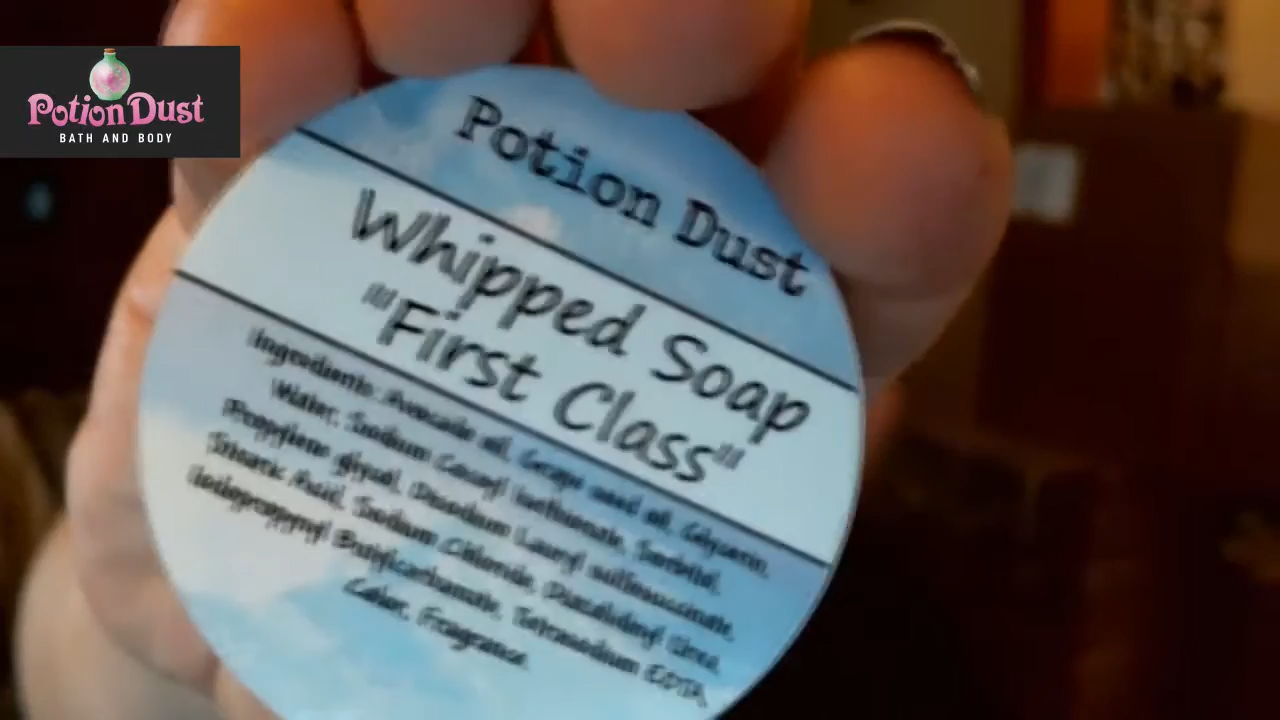 Potion Dust
BATH AND BODY
Potion Dust
Whipped Soap
"First Class"
Ingredients: Avocado oil, Grape seed oil, Glycerin,
Water, Sodium Cocoyl Isethionate, Sorbitol,
Propylene glycol, Disodium Lauryl sulfosuccinate,
Stearic Acid, Sodium Chloride, Diazolidinyl Urea,
Iodopropynyl Butylcarbamate, Tetrasodium EDTA,
Color, Fragrance